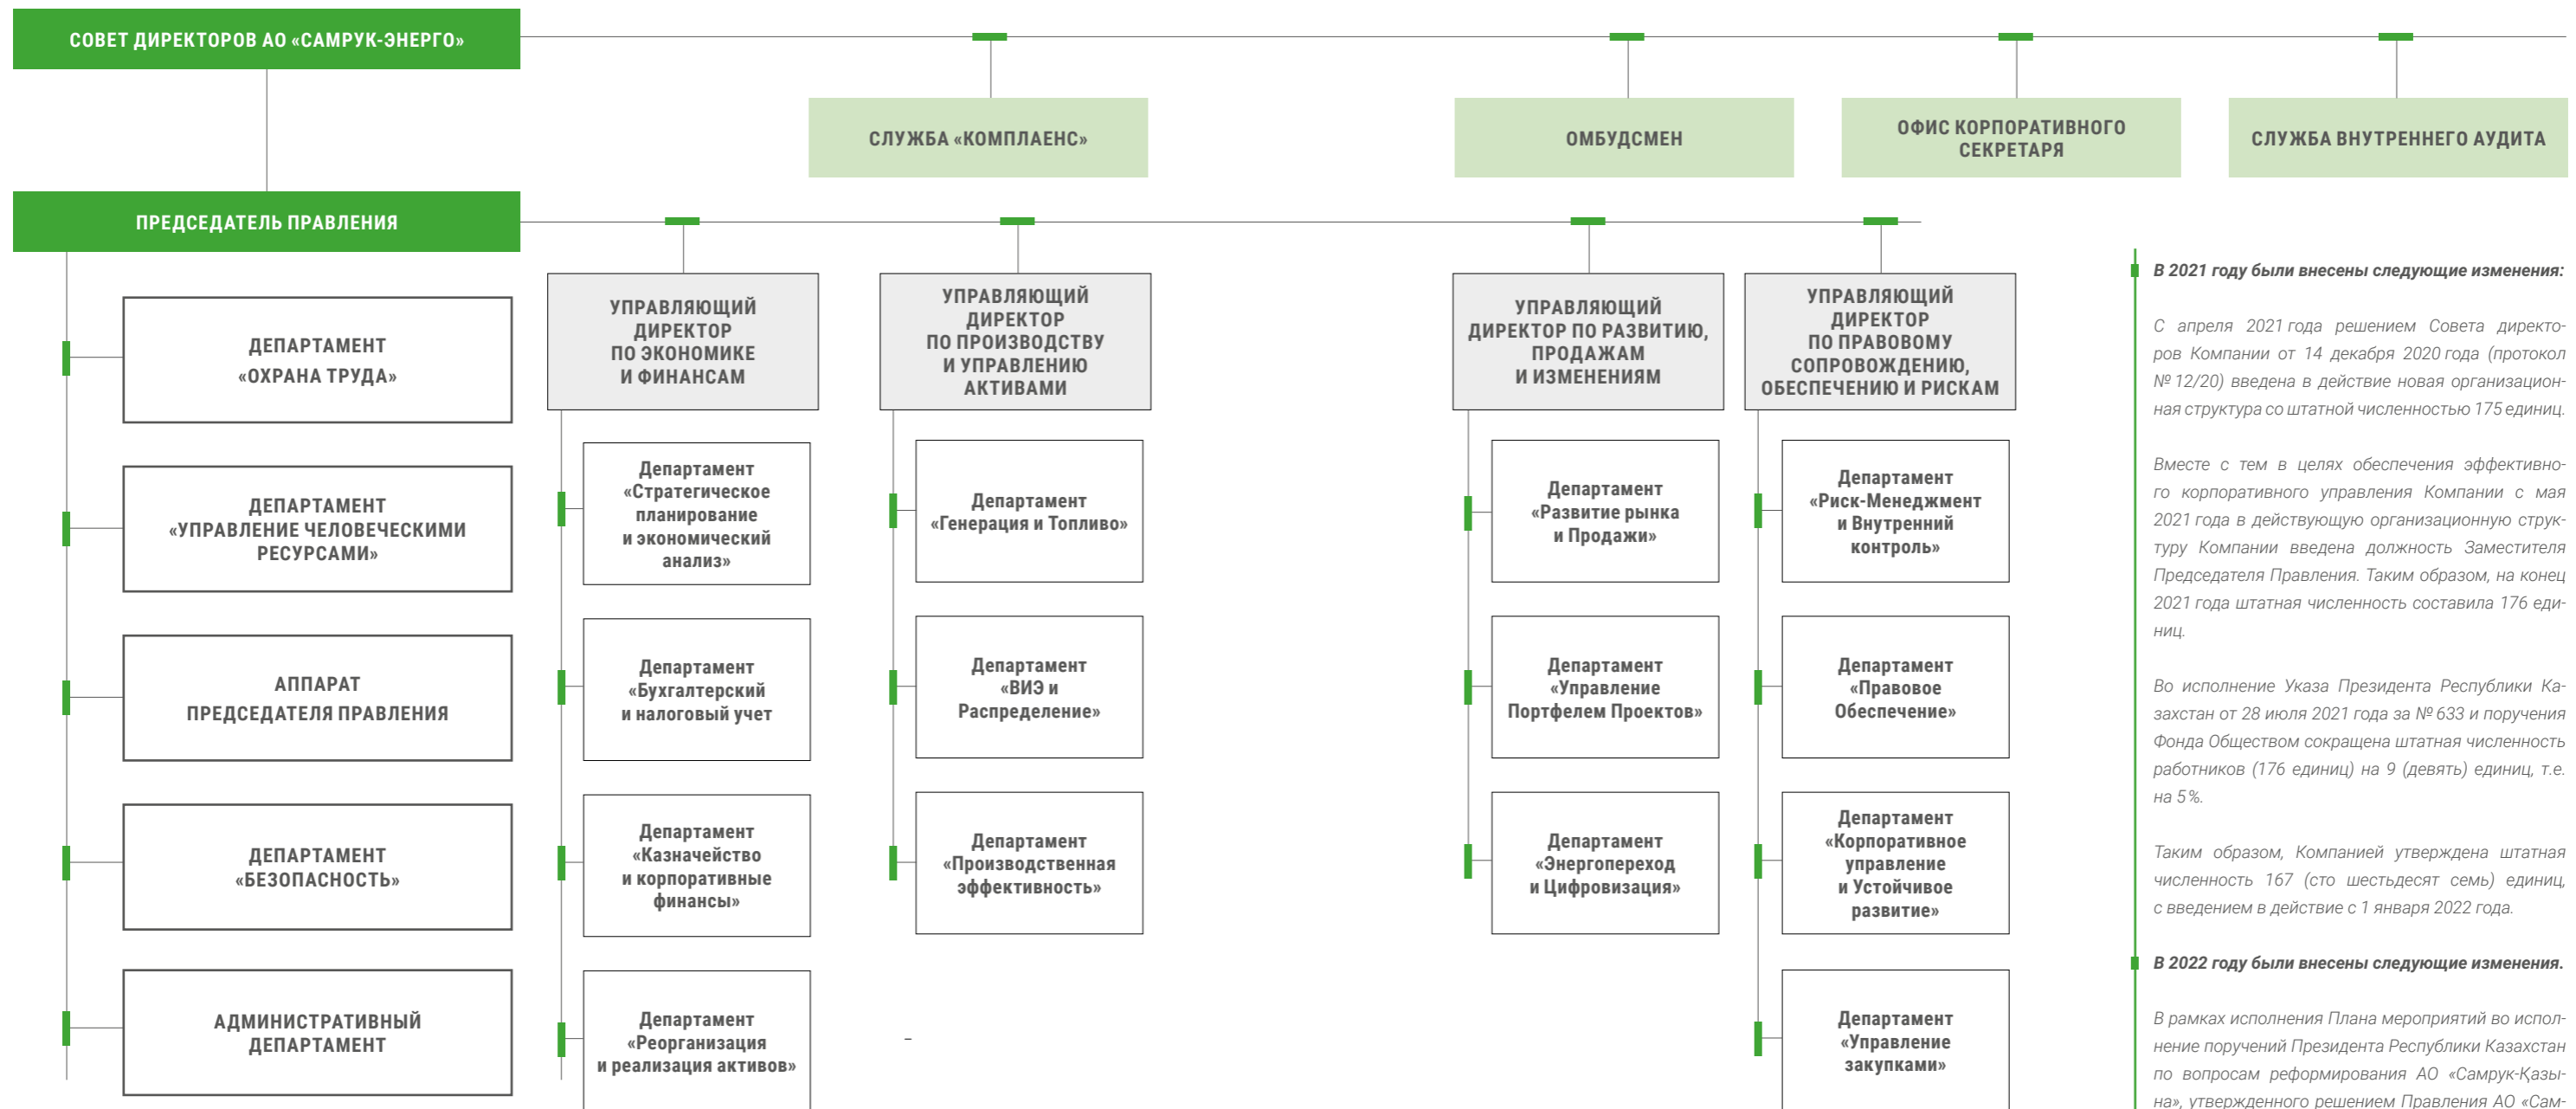 СОВЕТ ДИРЕКТОРОВ АО «САМРУК-ЭНЕРГО»
СЛУЖБА «КОМПЛАЕНС»
ОМБУДСМЕН
ОФИС КОРПОРАТИВНОГО
СЕКРЕТАРЯ
СЛУЖБА ВНУТРЕННЕГО АУДИТА
ПРЕДСЕДАТЕЛЬ ПРАВЛЕНИЯ
ДЕПАРТАМЕНТ
«ОХРАНА ТРУДА»
ДЕПАРТАМЕНТ
«УПРАВЛЕНИЕ ЧЕЛОВЕЧЕСКИМИ
РЕСУРСАМИ»
АППАРАТ
ПРЕДСЕДАТЕЛЯ ПРАВЛЕНИЯ
ДЕПАРТАМЕНТ
«БЕЗОПАСНОСТЬ»
АДМИНИСТРАТИВНЫЙ
ДЕПАРТАМЕНТ
УПРАВЛЯЮЩИЙ
ДИРЕКТОР
ПО ЭКОНОМИКЕ
И ФИНАНСАМ
Департамент
«Стратегическое
планирование
и экономический
анализ»
Департамент
«Бухгалтерский
и налоговый учет
Департамент
«Казначейство
и корпоративные
финансы»
Департамент
«Реорганизация
и реализация активов»
УПРАВЛЯЮЩИЙ
ДИРЕКТОР
ПО ПРОИЗВОДСТВУ
И УПРАВЛЕНИЮ
АКТИВАМИ
Департамент
«Генерация и Топливо»
Департамент
«ВИЭ и
Распределение»
Департамент
«Производственная
эффективность»
–
УПРАВЛЯЮЩИЙ
ДИРЕКТОР ПО РАЗВИТИЮ,
ПРОДАЖАМ
И ИЗМЕНЕНИЯМ
Департамент
«Развитие рынка
и Продажи»
Департамент
«Управление
Портфелем Проектов»
Департамент
«Энергопереход
и Цифровизация»
УПРАВЛЯЮЩИЙ
ДИРЕКТОР
ПО ПРАВОВОМУ
СОПРОВОЖДЕНИЮ,
ОБЕСПЕЧЕНИЮ И РИСКАМ
Департамент
«Риск-Менеджмент
и Внутренний
контроль»
Департамент
«Правовое
Обеспечение»
Департамент
«Корпоративное
управление
и Устойчивое
развитие»
Департамент
«Управление
закупками»
В 2021 году были внесены следующие изменения:
С апреля 2021 года решением Совета директо-
ров Компании от 14 декабря 2020 года (протокол
№ 12/20) введена в действие новая организацион-
ная структура со штатной численностью 175 единиц.
Вместе с тем в целях обеспечения эффективно-
го корпоративного управления Компании с мая
2021 года в действующую организационную струк-
туру Компании введена должность Заместителя
Председателя Правления. Таким образом, на конец
2021 года штатная численность составила 176 еди-
ниц.
Во исполнение Указа Президента Республики Ка-
захстан от 28 июля 2021 года за № 633 и поручения
Фонда Обществом сокращена штатная численность
работников (176 единиц) на 9 (девять) единиц, т.е.
на 5 %.
Таким образом, Компанией утверждена штатная
численность 167 (сто шестьдесят семь) единиц,
с введением в действие с 1 января 2022 года.
В 2022 году были внесены следующие изменения.
В рамках исполнения Плана мероприятий во испол-
нение поручений Президента Республики Казахстан
по вопросам реформирования АО «Самрук-Қазы-
на», утвержденного решением Правления АО «Сам-